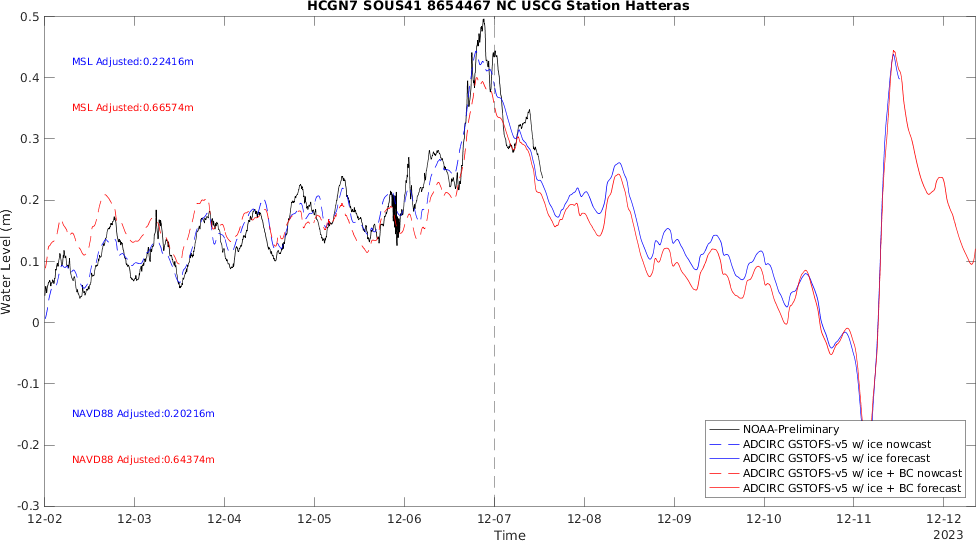 HCGN7 SOUS41 8654467 NC USCG Station Hatteras
0.5
0.4
0.3
0.2
0.1
0
-0.1
-0.2
-0.3
Water Level (m)
MSL Adjusted:0.22416m
MSL Adjusted:0.66574m
NAVD88 Adjusted:0.20216m
NAVD88 Adjusted:0.64374m
NOAA-Preliminary
ADCIRC GSTOFS-v5 w/ ice nowcast
ADCIRC GSTOFS-v5 w/ ice forecast
ADCIRC GSTOFS-v5 w/ ice + BC nowcast
ADCIRC GSTOFS-v5 w/ ice + BC forecast
12-02 12-03 12-04 12-05 12-06 12-07 12-08 12-09 12-10 12-11 12-12
Time
2023